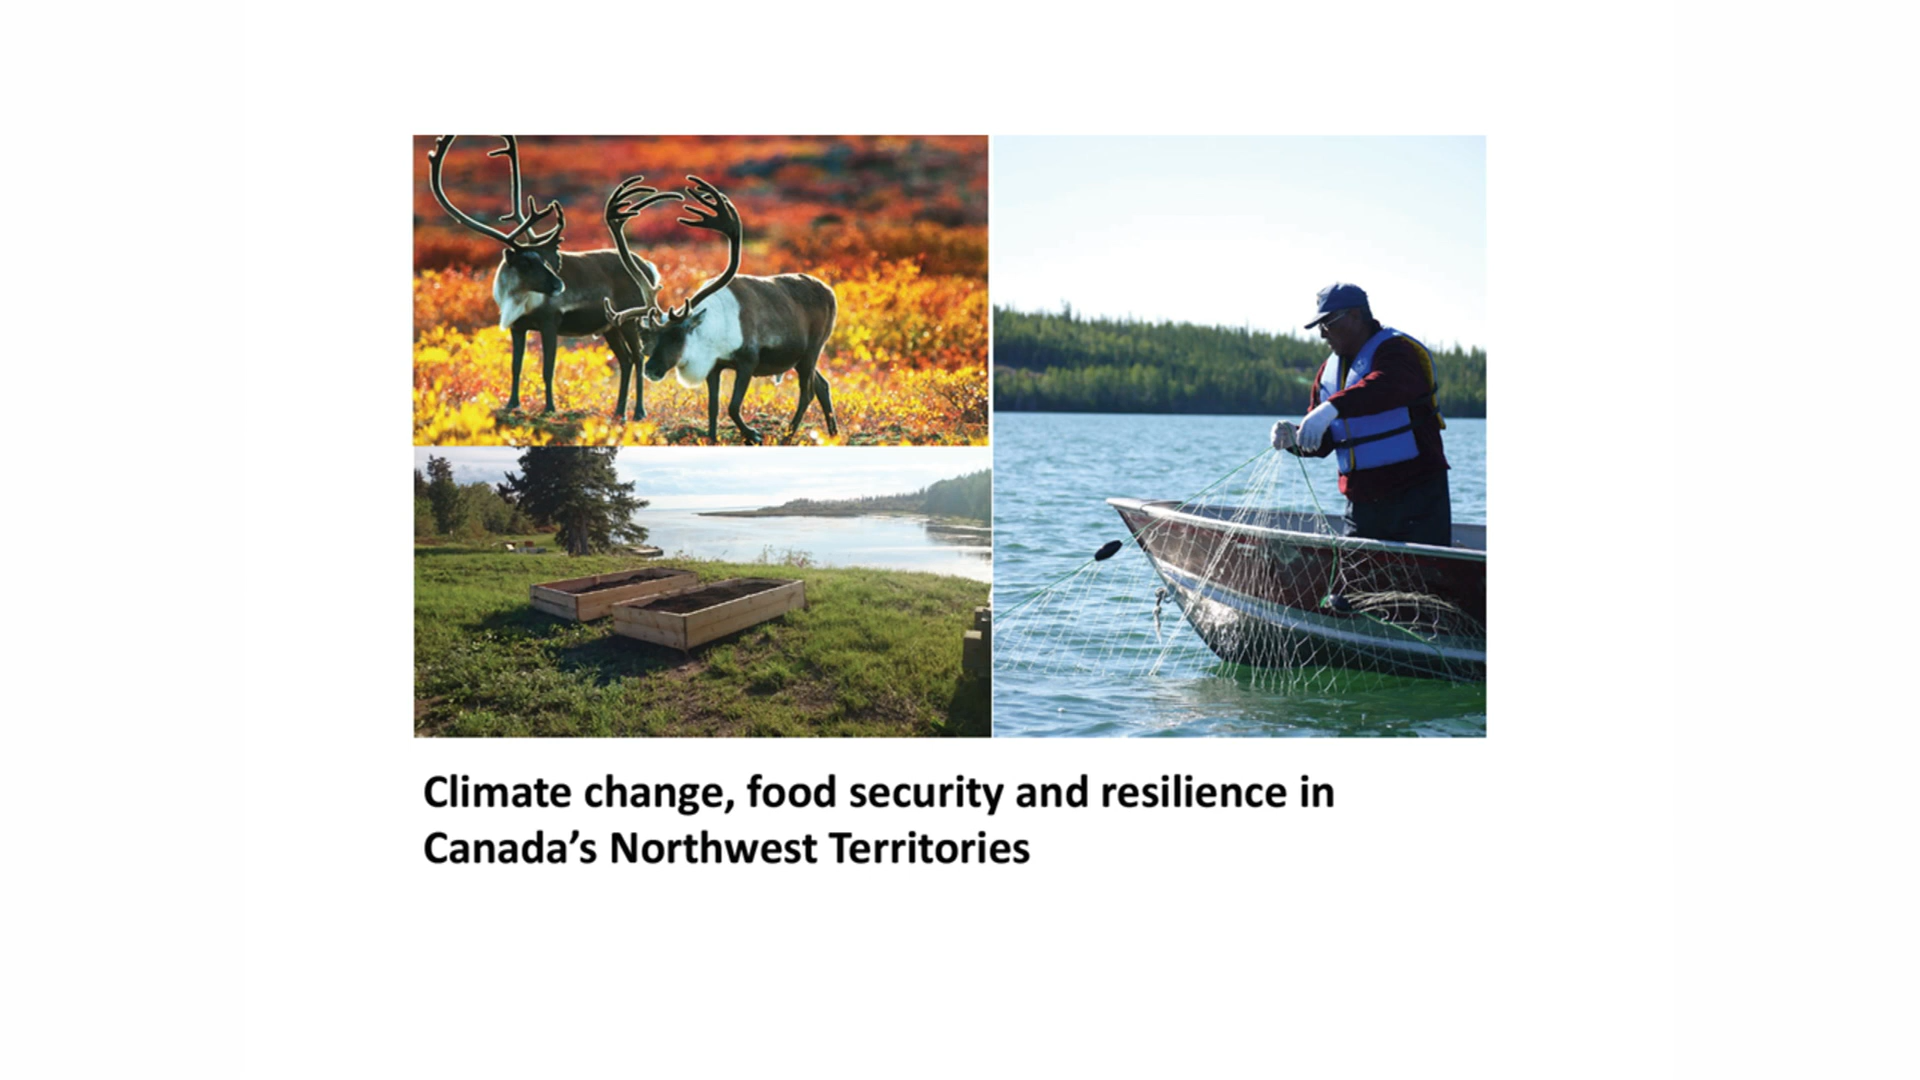 Climate change, food security and resilience in
Canada’s Northwest Territories